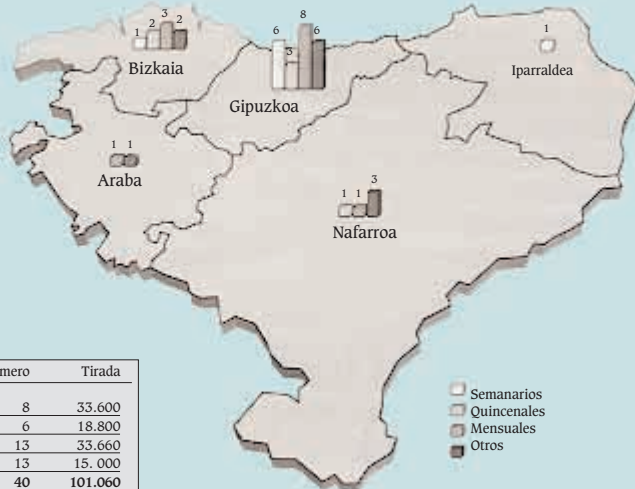 1 2 3 2
Bizkaia
6 3 8 6
Gipuzkoa
1
Iparraldea
1 1
Araba
1 1 3
Nafarroa
mero Tirada
8 33.600
6 18.800
13 33.660
13 15. 000
40 101.060
Semanarios
Quincenales
Mensuales
Otros